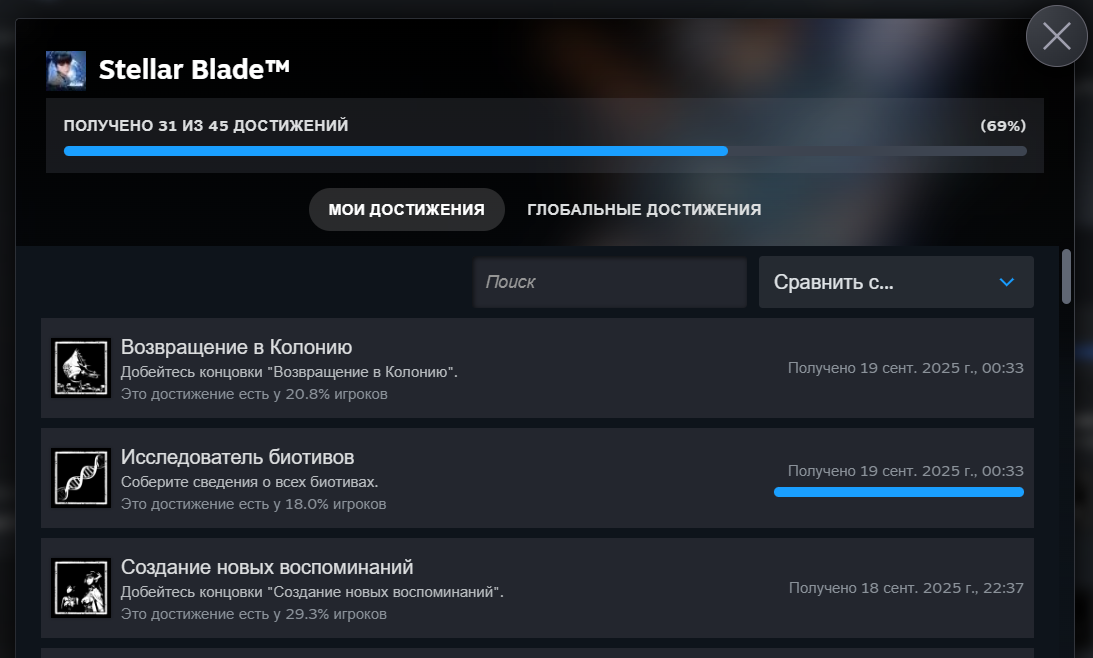 Stellar Blade™
ПОЛУЧЕНО 31 ИЗ 45 ДОСТИЖЕНИЙ (69%)
МОИ ДОСТИЖЕНИЯ ГЛОБАЛЬНЫЕ ДОСТИЖЕНИЯ
Поиск Сравнить с...
Возвращение в Колонию
Добейтесь концовки "Возвращение в Колонию".
Это достижение есть у 20.8% игроков
Получено 19 сент. 2025 г., 00:33
Исследователь биотивов
Соберите сведения о всех биотивах.
Это достижение есть у 18.0% игроков
Получено 19 сент. 2025 г., 00:33
Создание новых воспоминаний
Добейтесь концовки "Создание новых воспоминаний".
Это достижение есть у 29.3% игроков
Получено 18 сент. 2025 г., 22:37